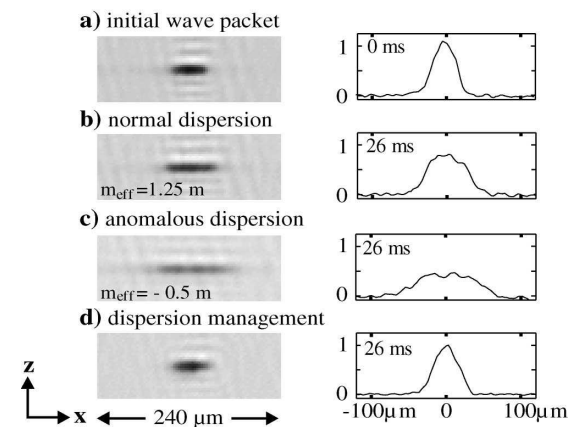 a) initial wave packet
1
0 ms
0
b) normal dispersion
m_eff =1.25 m
1
26 ms
0
c) anomalous dispersion
m_eff = - 0.5 m
1
26 ms
0
d) dispersion management
1
26 ms
0
z
x
240 μm
-100μm 0 100μm